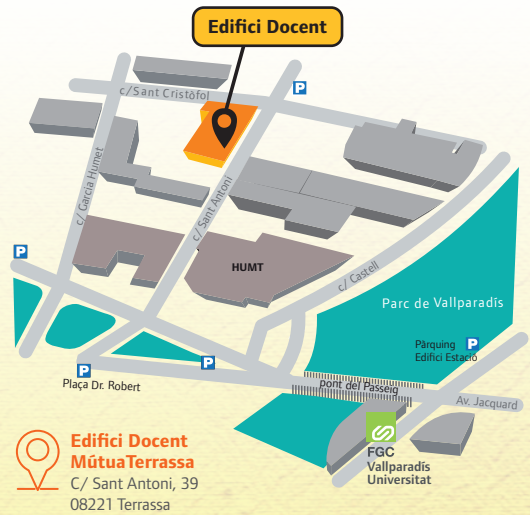 Edifici Docent
P
c/Sant Cristòfol
c/Garcia Humet
c/ Sant Antoni
P
HUMT
c/ Castell
Parc de Vallparadís
Pàrquing P
Edifici Estació
P
P
Plaça Dr. Robert
pont del Passeig
Av. Jacquard
FGC
Vallparadís
Universitat
Edifici Docent
MútuaTerrassa
C/ Sant Antoni, 39
08221 Terrassa